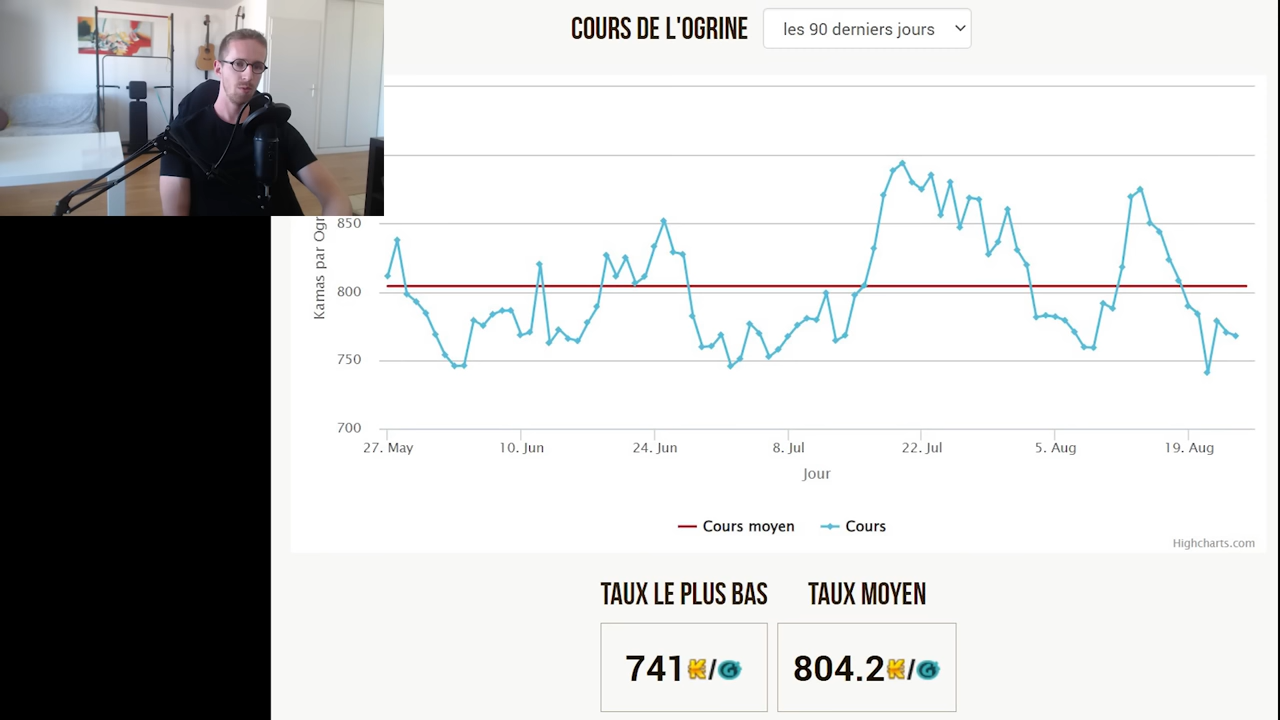 COURS DE L'OGRINE
les 90 derniers jours
Kamas par Ogr
850
800
750
700
27. May
10. Jun
24. Jun
8. Jul
22. Jul
5. Aug
19. Aug
Jour
Cours moyen
Cours
Highcharts.com
TAUX LE PLUS BAS
TAUX MOYEN
741K/G
804.2K/G